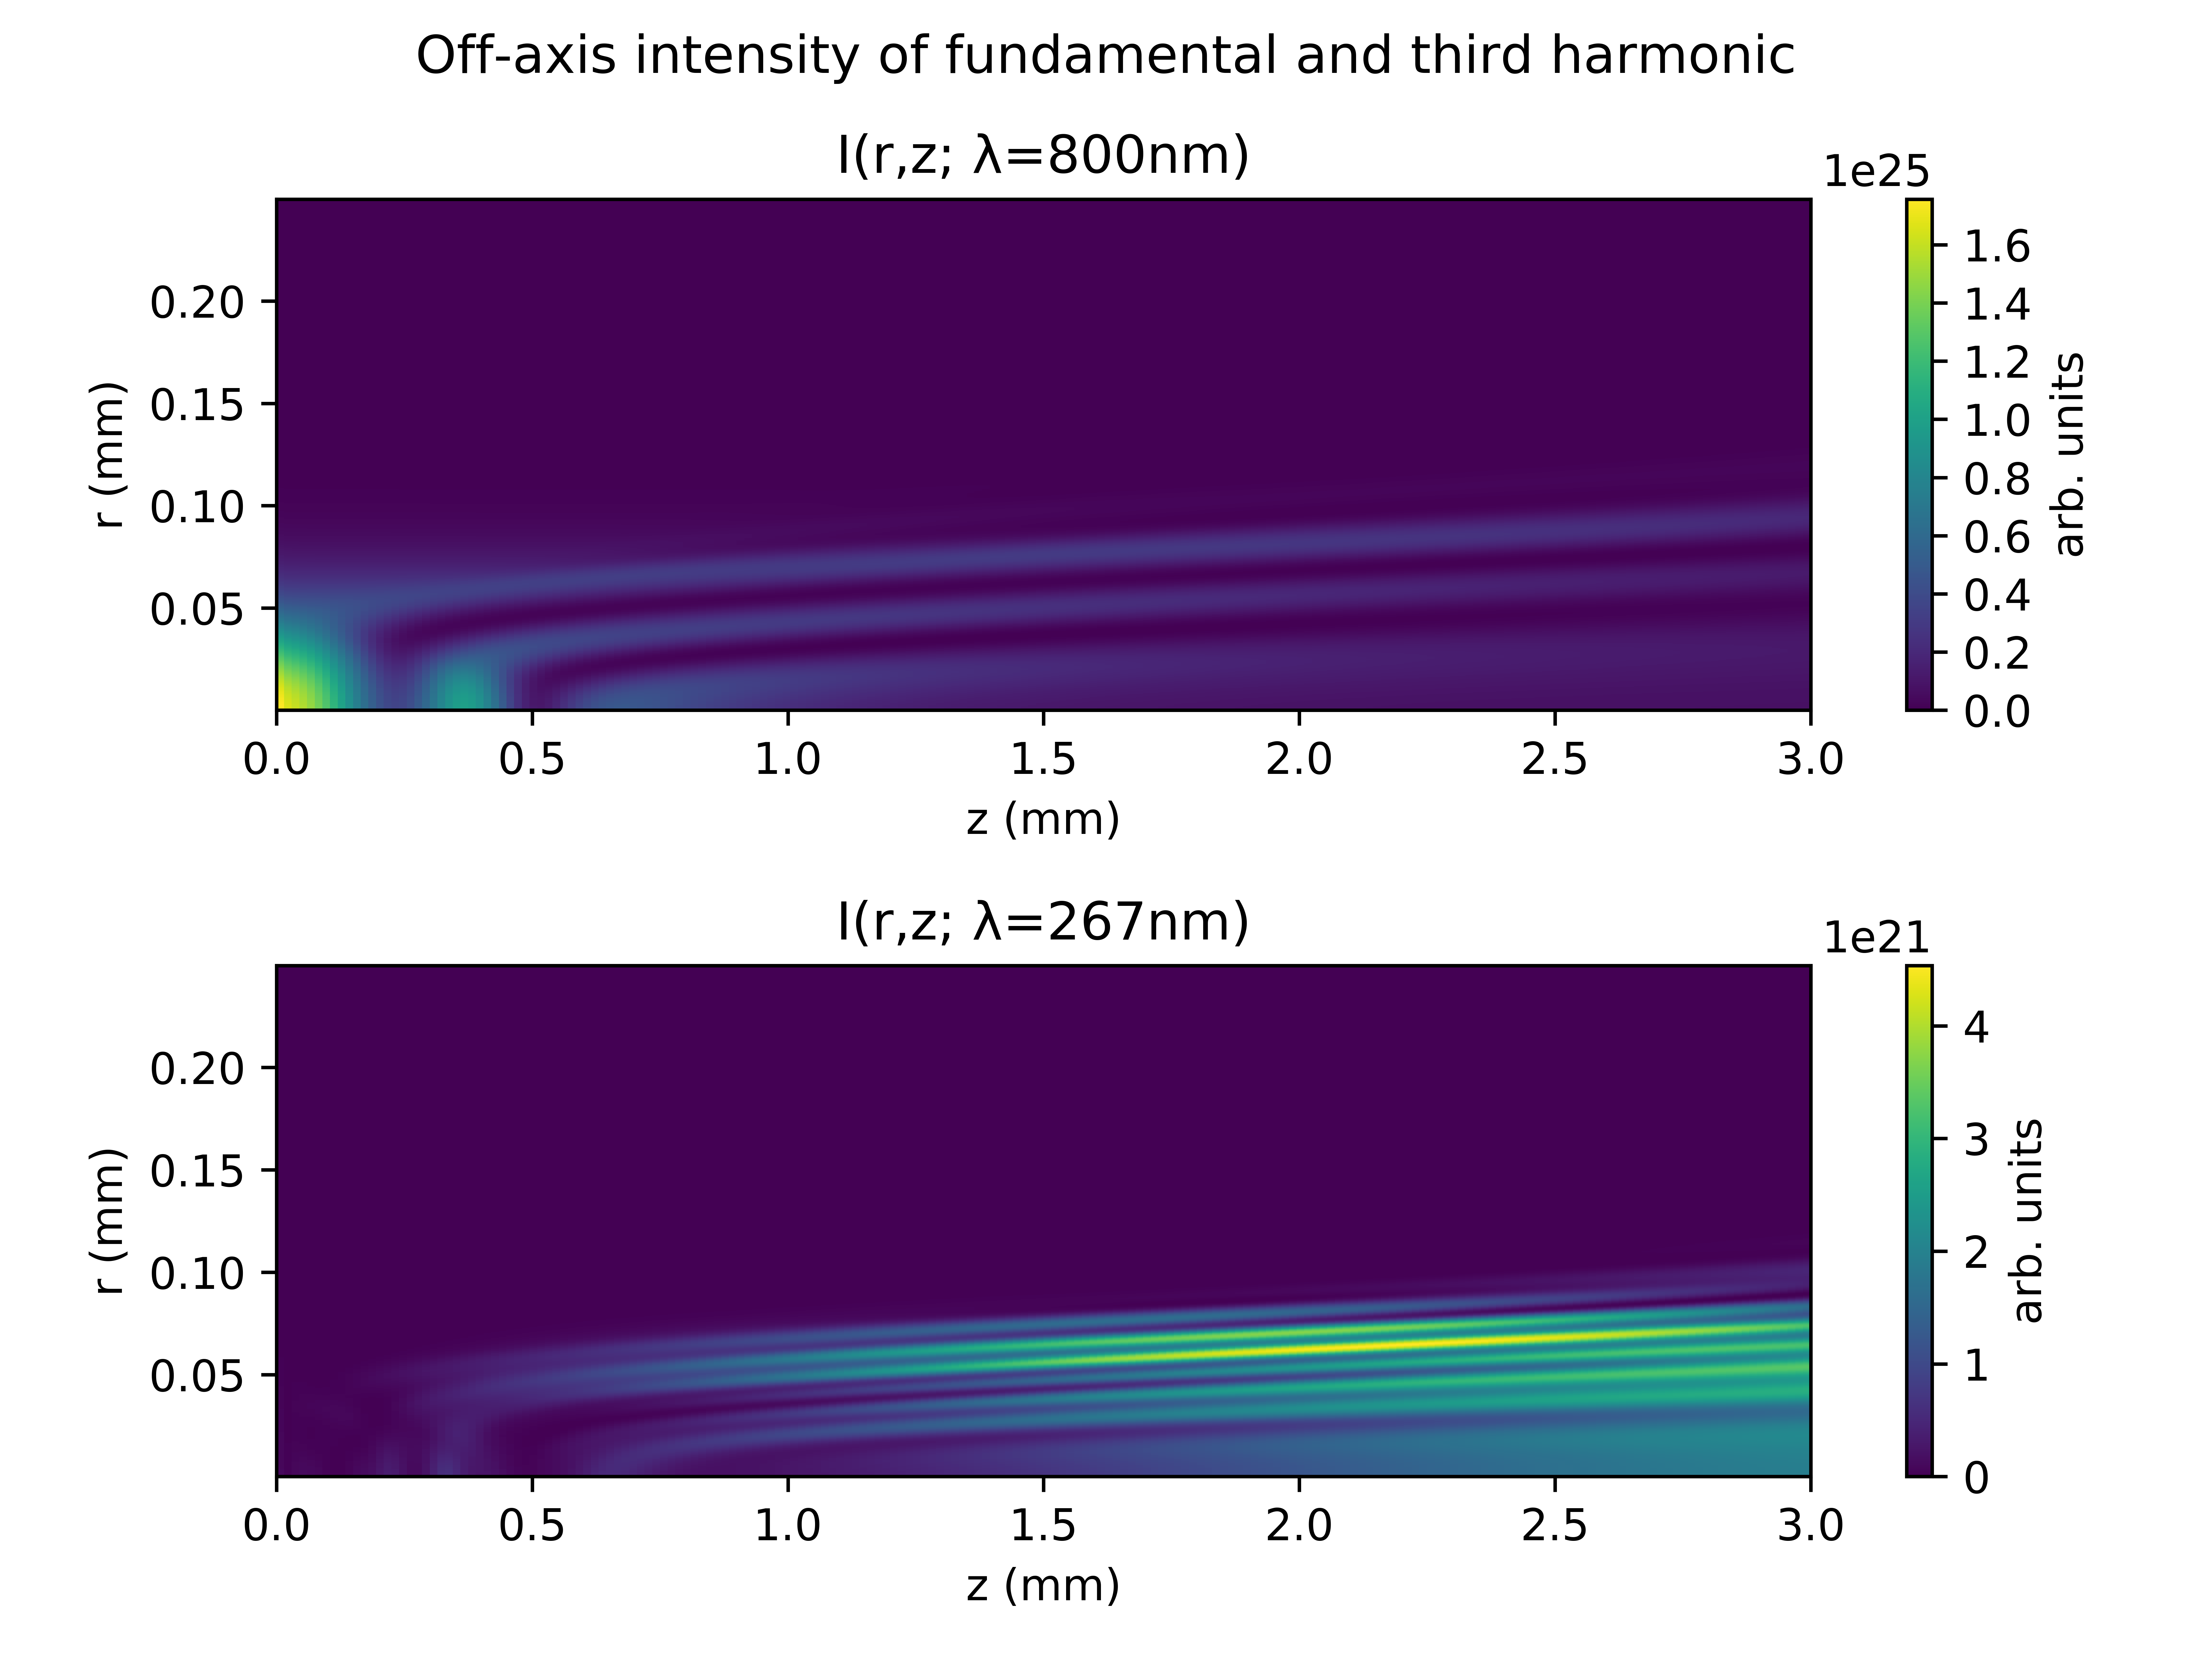 Off-axis intensity of fundamental and third harmonic
I(r,z; λ=800nm)
1e25
r (mm)
0.20
0.15
0.10
0.05
0.0 0.5 1.0 1.5 2.0 2.5 3.0
z (mm)
1.6
1.4
1.2
1.0
0.8
0.6
0.4
0.2
0.0
arb. units
I(r,z; λ=267nm)
1e21
r (mm)
0.20
0.15
0.10
0.05
0.0 0.5 1.0 1.5 2.0 2.5 3.0
z (mm)
4
3
2
1
0
arb. units